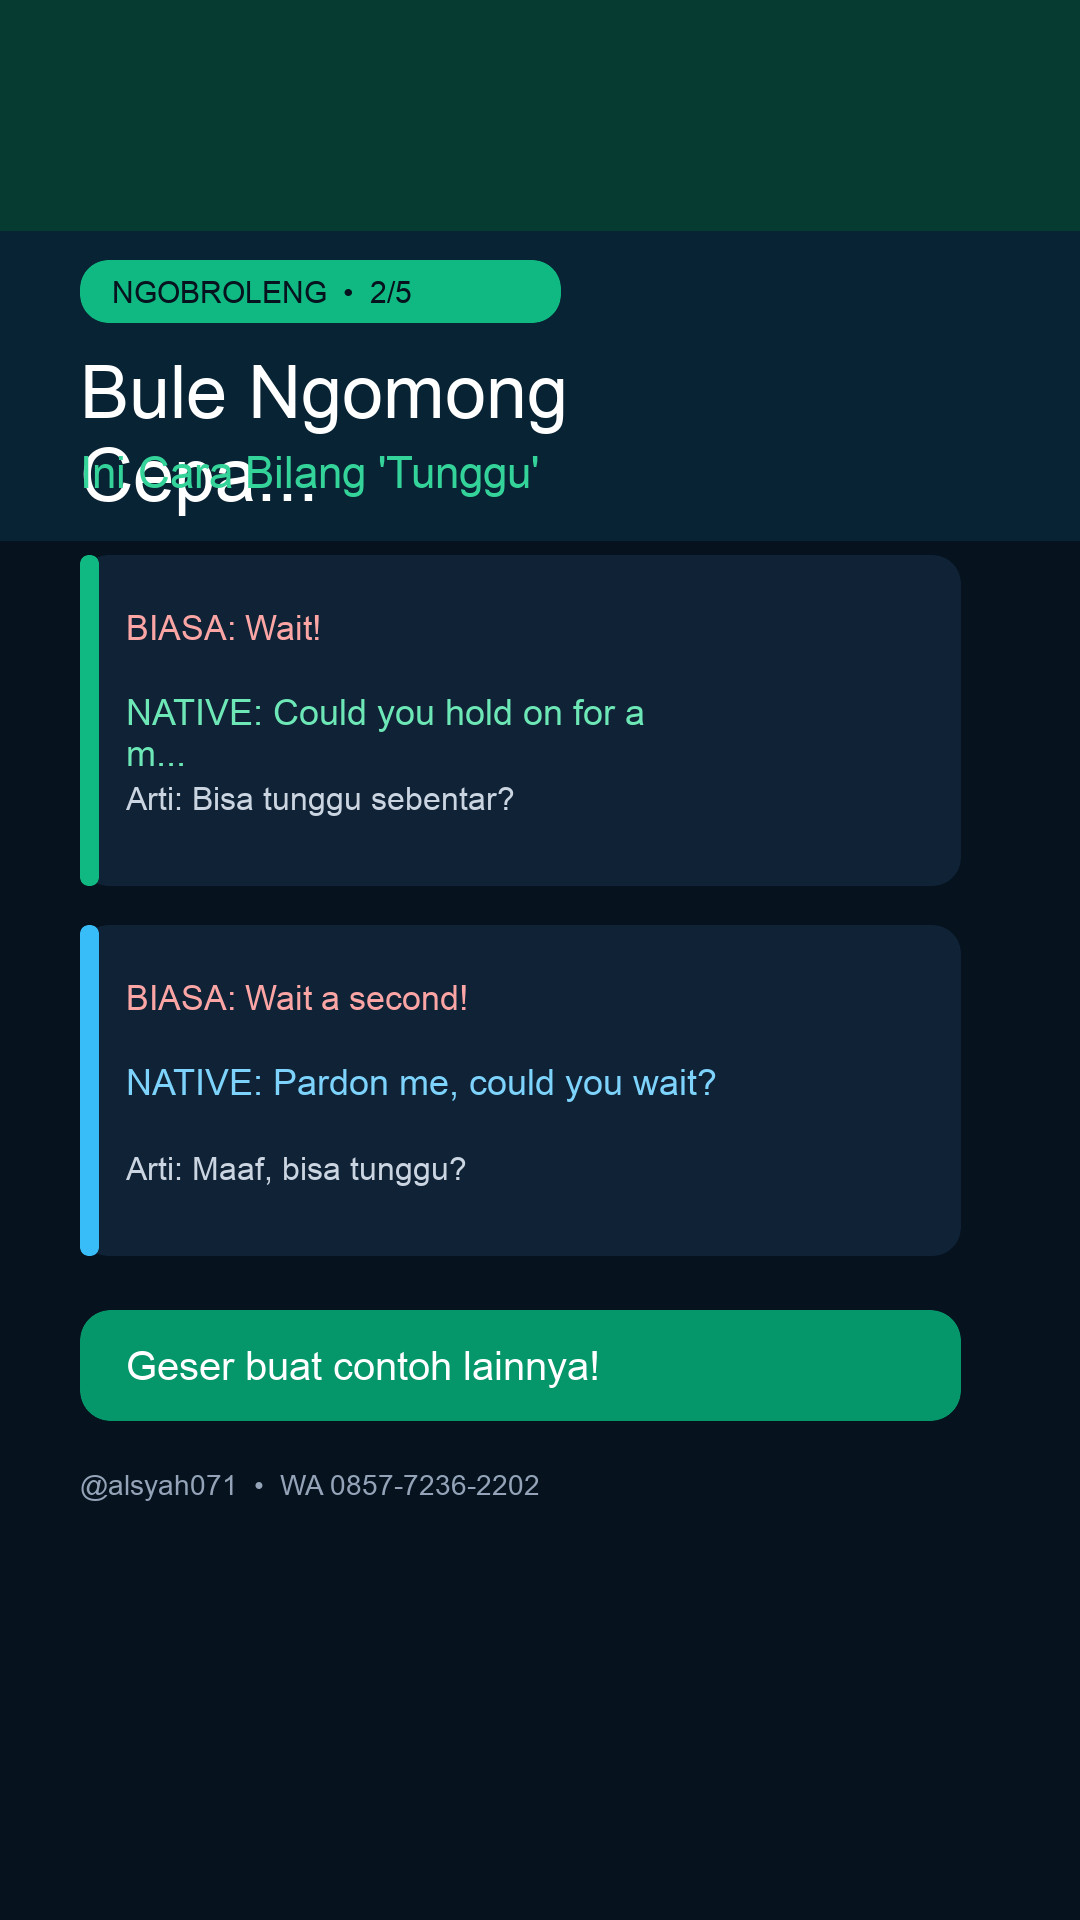 NGOBROLENG • 2/5
Bule Ngomong
Cepa...
Ini Cara Bilang 'Tunggu'
BIASA: Wait!
NATIVE: Could you hold on for a
m...
Arti: Bisa tunggu sebentar?
BIASA: Wait a second!
NATIVE: Pardon me, could you wait?
Arti: Maaf, bisa tunggu?
Geser buat contoh lainnya!
@alsyah071 • WA 0857-7236-2202